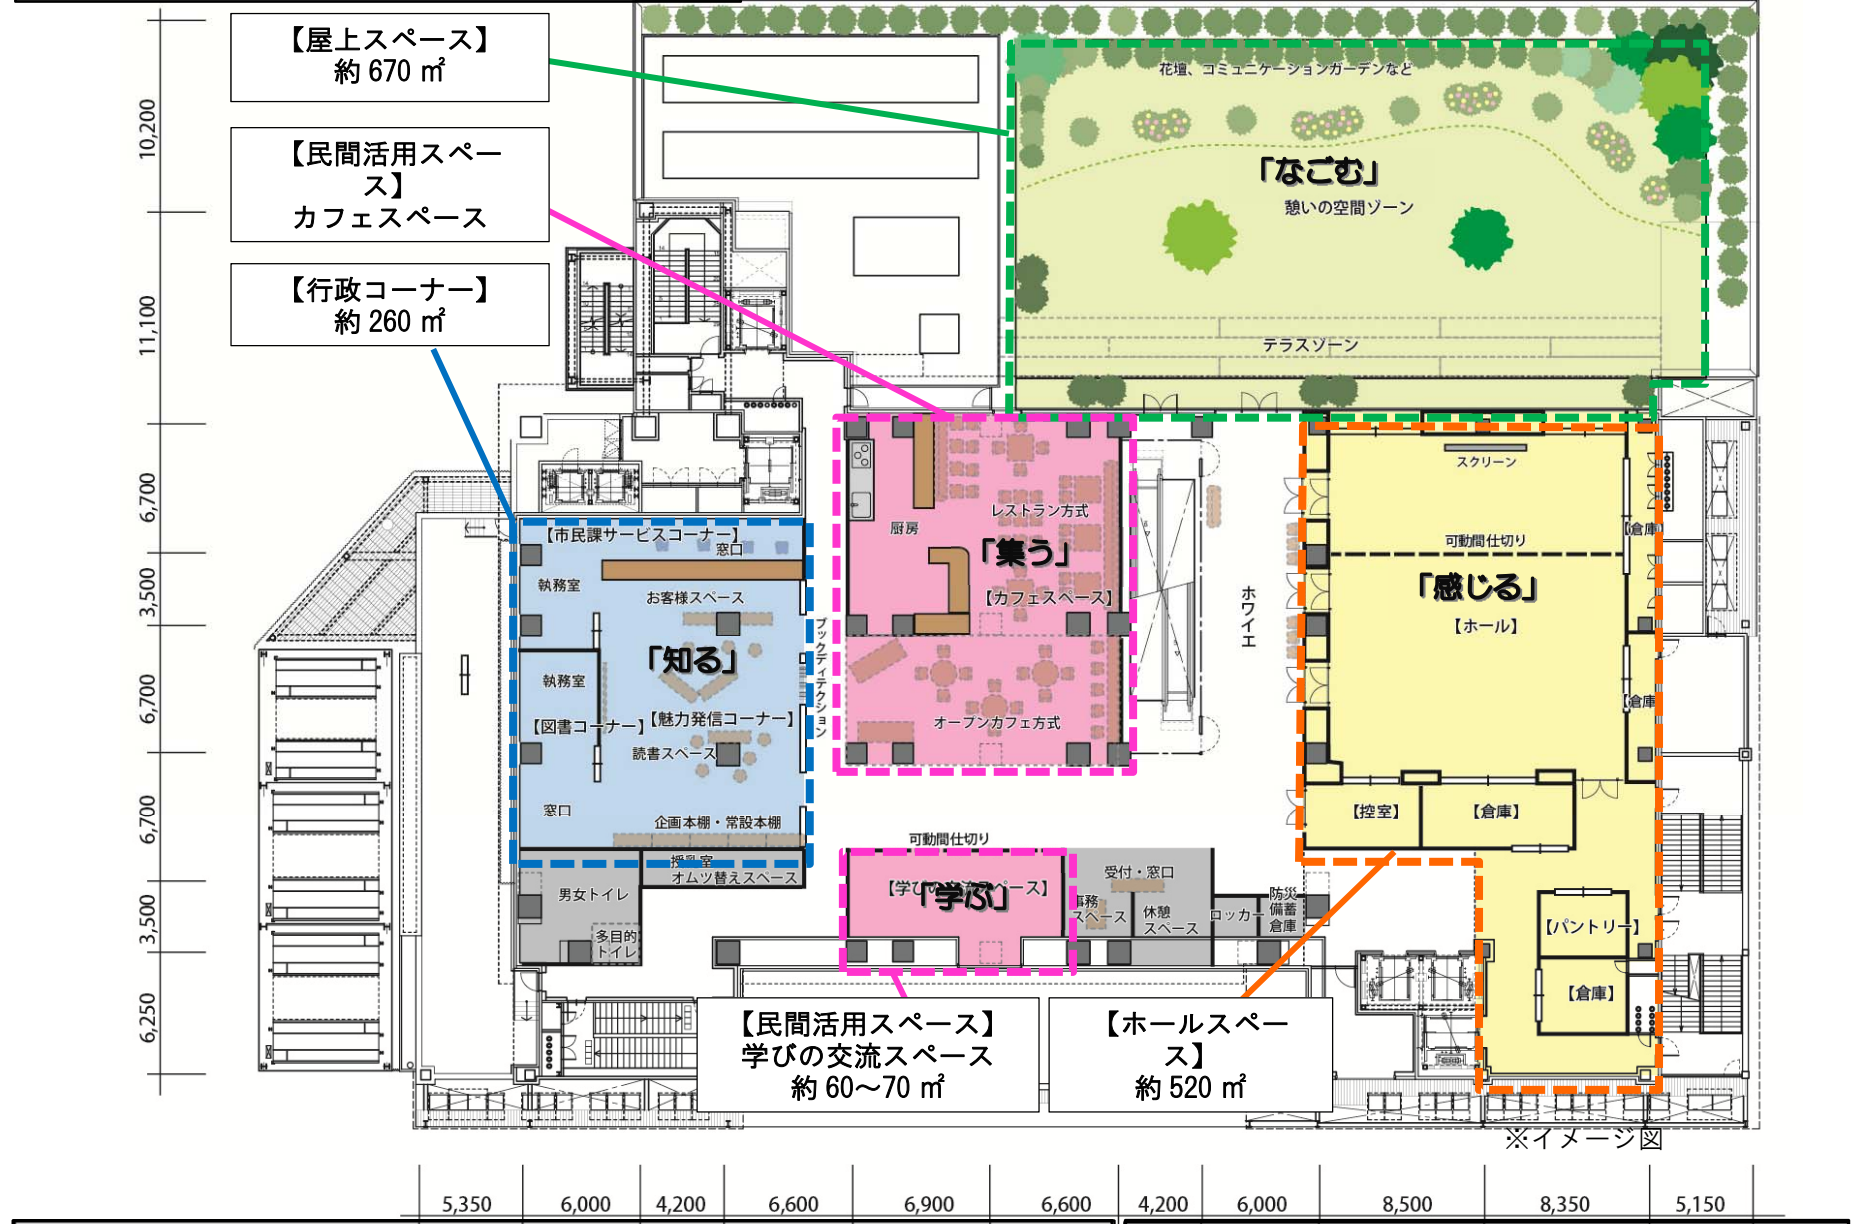 【屋上スペース】
約 670 ㎡
【民間活用スペー
ス】
カフェスペース
【行政コーナー】
約 260 ㎡
花壇、コミュニケーションガーデンなど
「なごむ」
憩いの空間ゾーン
テラスゾーン
10,200
11,100
6,700
3,500
6,700
6,700
3,500
6,250
【市民課サービスコーナー】
窓口
執務室
お客様スペース
「知る」
執務室
【図書コーナー】
【魅力発信コーナー】
読書スペース
窓口
企画本棚・常設本棚
ブックディテクション
授乳室
オムツ替えスペース
男女トイレ
多目的
トイレ
厨房
レストラン方式
「集う」
【カフェスペース】
オープンカフェ方式
ホワイエ
スクリーン
可動間仕切り
「感じる」
【ホール】
【倉庫
【倉庫
【控室】
【倉庫】
【パントリー】
【倉庫】
可動間仕切り
【学びの交流スペース】
「学ぶ」
受付・窓口
事務
スペース
休憩
スペース
ロッカー
防災
備蓄
倉庫
【民間活用スペース】
学びの交流スペース
約 60～70 ㎡
【ホールスペー
ス】
約 520 ㎡
※イメージ図
5,350
6,000
4,200
6,600
6,900
6,600
4,200
6,000
8,500
8,350
5,150